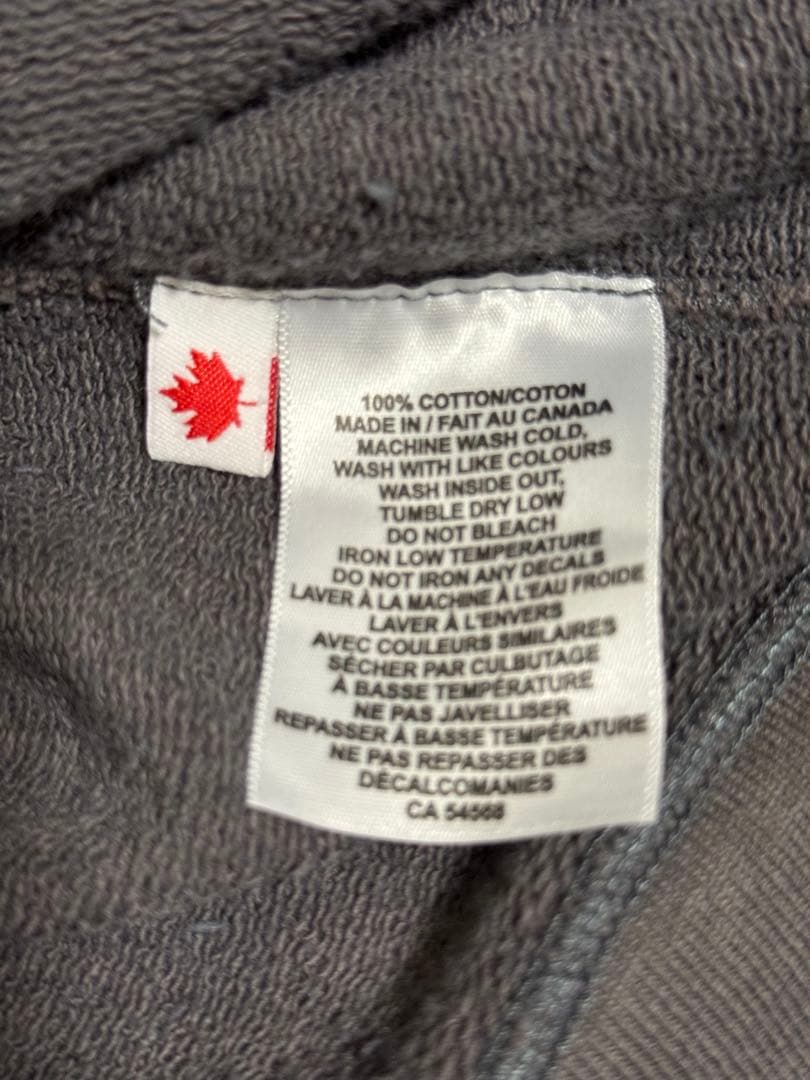 100% COTTON/COTON
MADE IN / FAIT AU CANADA
MACHINE WASH COLD,
WASH WITH LIKE COLOURS
WASH INSIDE OUT,
TUMBLE DRY LOW
DO NOT BLEACH
IRON LOW TEMPERATURE
DO NOT IRON ANY DECALS
LAVER À LA MACHINE À L'EAU FROIDE
LAVER À L'ENVERS
AVEC COULEURS SIMILAIRES
SÉCHER PAR CULBUTAGE
À BASSE TEMPÉRATURE
NE PAS JAVELLISER
REPASSER À BASSE TEMPÉRATURE
NE PAS REPASSER DES
DÉCALCOMANIES
CA